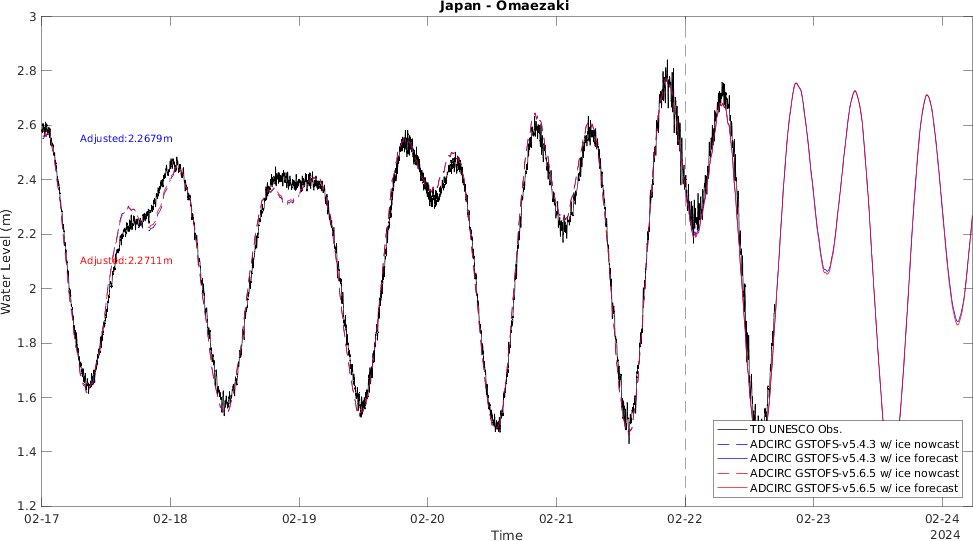 Japan - Omaezaki
Water Level (m)
3
2.8
2.6
2.4
2.2
2
1.8
1.6
1.4
1.2
Adjusted:2.2679m
Adjusted:2.2711m
TD UNESCO Obs.
ADCIRC GSTOFS-v5.4.3 w/ ice nowcast
ADCIRC GSTOFS-v5.4.3 w/ ice forecast
ADCIRC GSTOFS-v5.6.5 w/ ice nowcast
ADCIRC GSTOFS-v5.6.5 w/ ice forecast
02-17 02-18 02-19 02-20 02-21 02-22 02-23 02-24
Time
2024